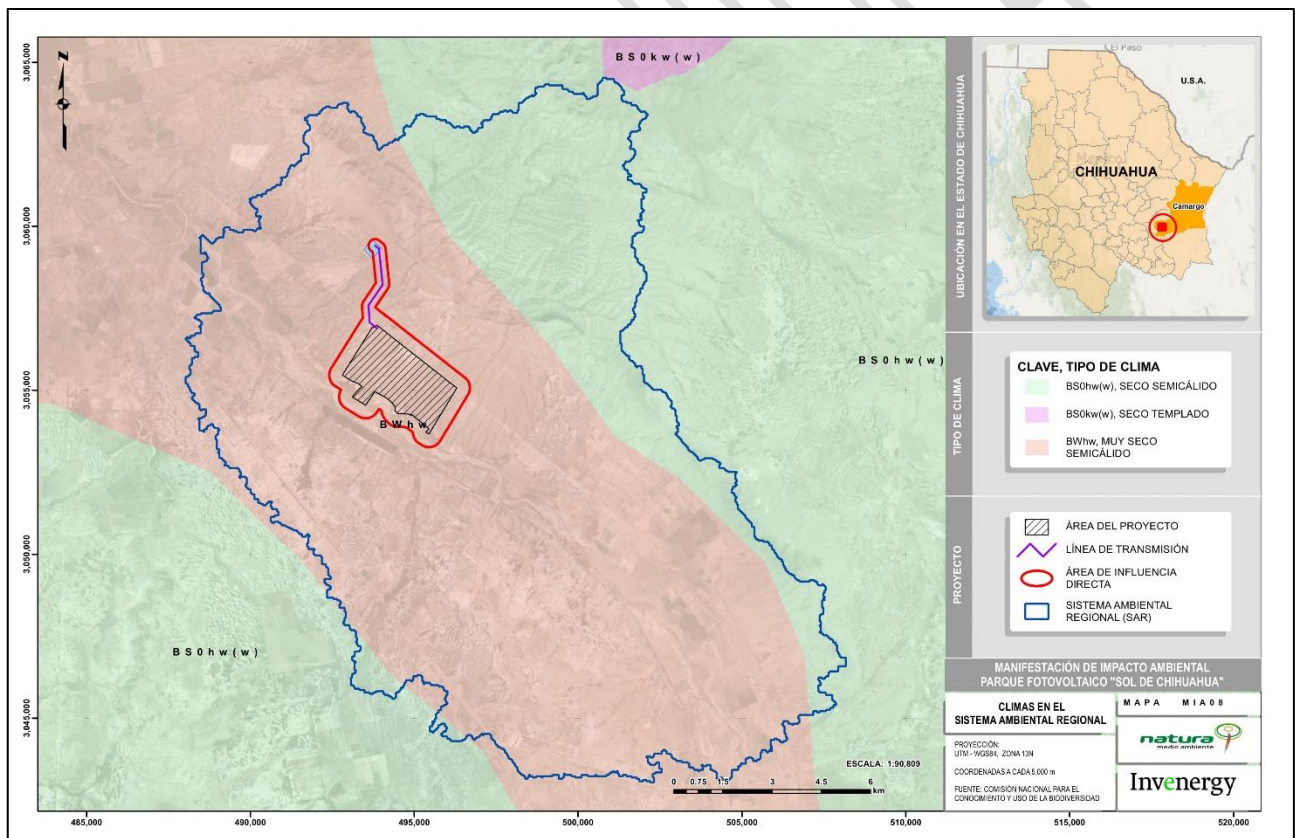 3,065,000
3,060,000
3,055,000
3,050,000
3,045,000
N
BS0kw(w)
BS0hw(w)
BWhw
BS0hw(w)
ESCALA: 1:90,809
0 0.75 1.5 3 4.5 6
km
485,000 490,000 495,000 500,000 505,000 510,000 515,000 520,000
UBICACIÓN EN EL ESTADO DE CHIHUAHUA
El Paso
U.S.A.
CHIHUAHUA
Camargo
TIPO DE CLIMA
CLAVE, TIPO DE CLIMA
BS0hw(w), SECO SEMICÁLIDO
BS0kw(w), SECO TEMPLADO
BWhw, MUY SECO
SEMICÁLIDO
PROYECTO
ÁREA DEL PROYECTO
LÍNEA DE TRANSMISIÓN
ÁREA DE INFLUENCIA
DIRECTA
SISTEMA AMBIENTAL
REGIONAL (SAR)
MANIFESTACIÓN DE IMPACTO AMBIENTAL
PARQUE FOTOVOLTAICO "SOL DE CHIHUAHUA"
CLIMAS EN EL
SISTEMA AMBIENTAL REGIONAL
MAPA MIA08
PROYECCIÓN:
UTM - WGS84, ZONA 13N
COORDENADAS A CADA 5,000 m
FUENTE: COMISIÓN NACIONAL PARA EL
CONOCIMIENTO Y USO DE LA BIODIVERSIDAD
natura
medio ambiente
Invenergy